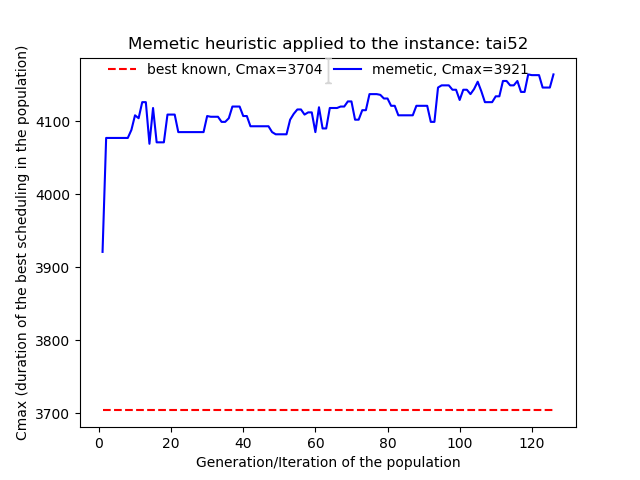 Memetic heuristic applied to the instance: tai52
best known, Cmax=3704 memetic, Cmax=3921
Cmax (duration of the best scheduling in the population)
4100
4000
3900
3800
3700
0 20 40 60 80 100 120
Generation/Iteration of the population